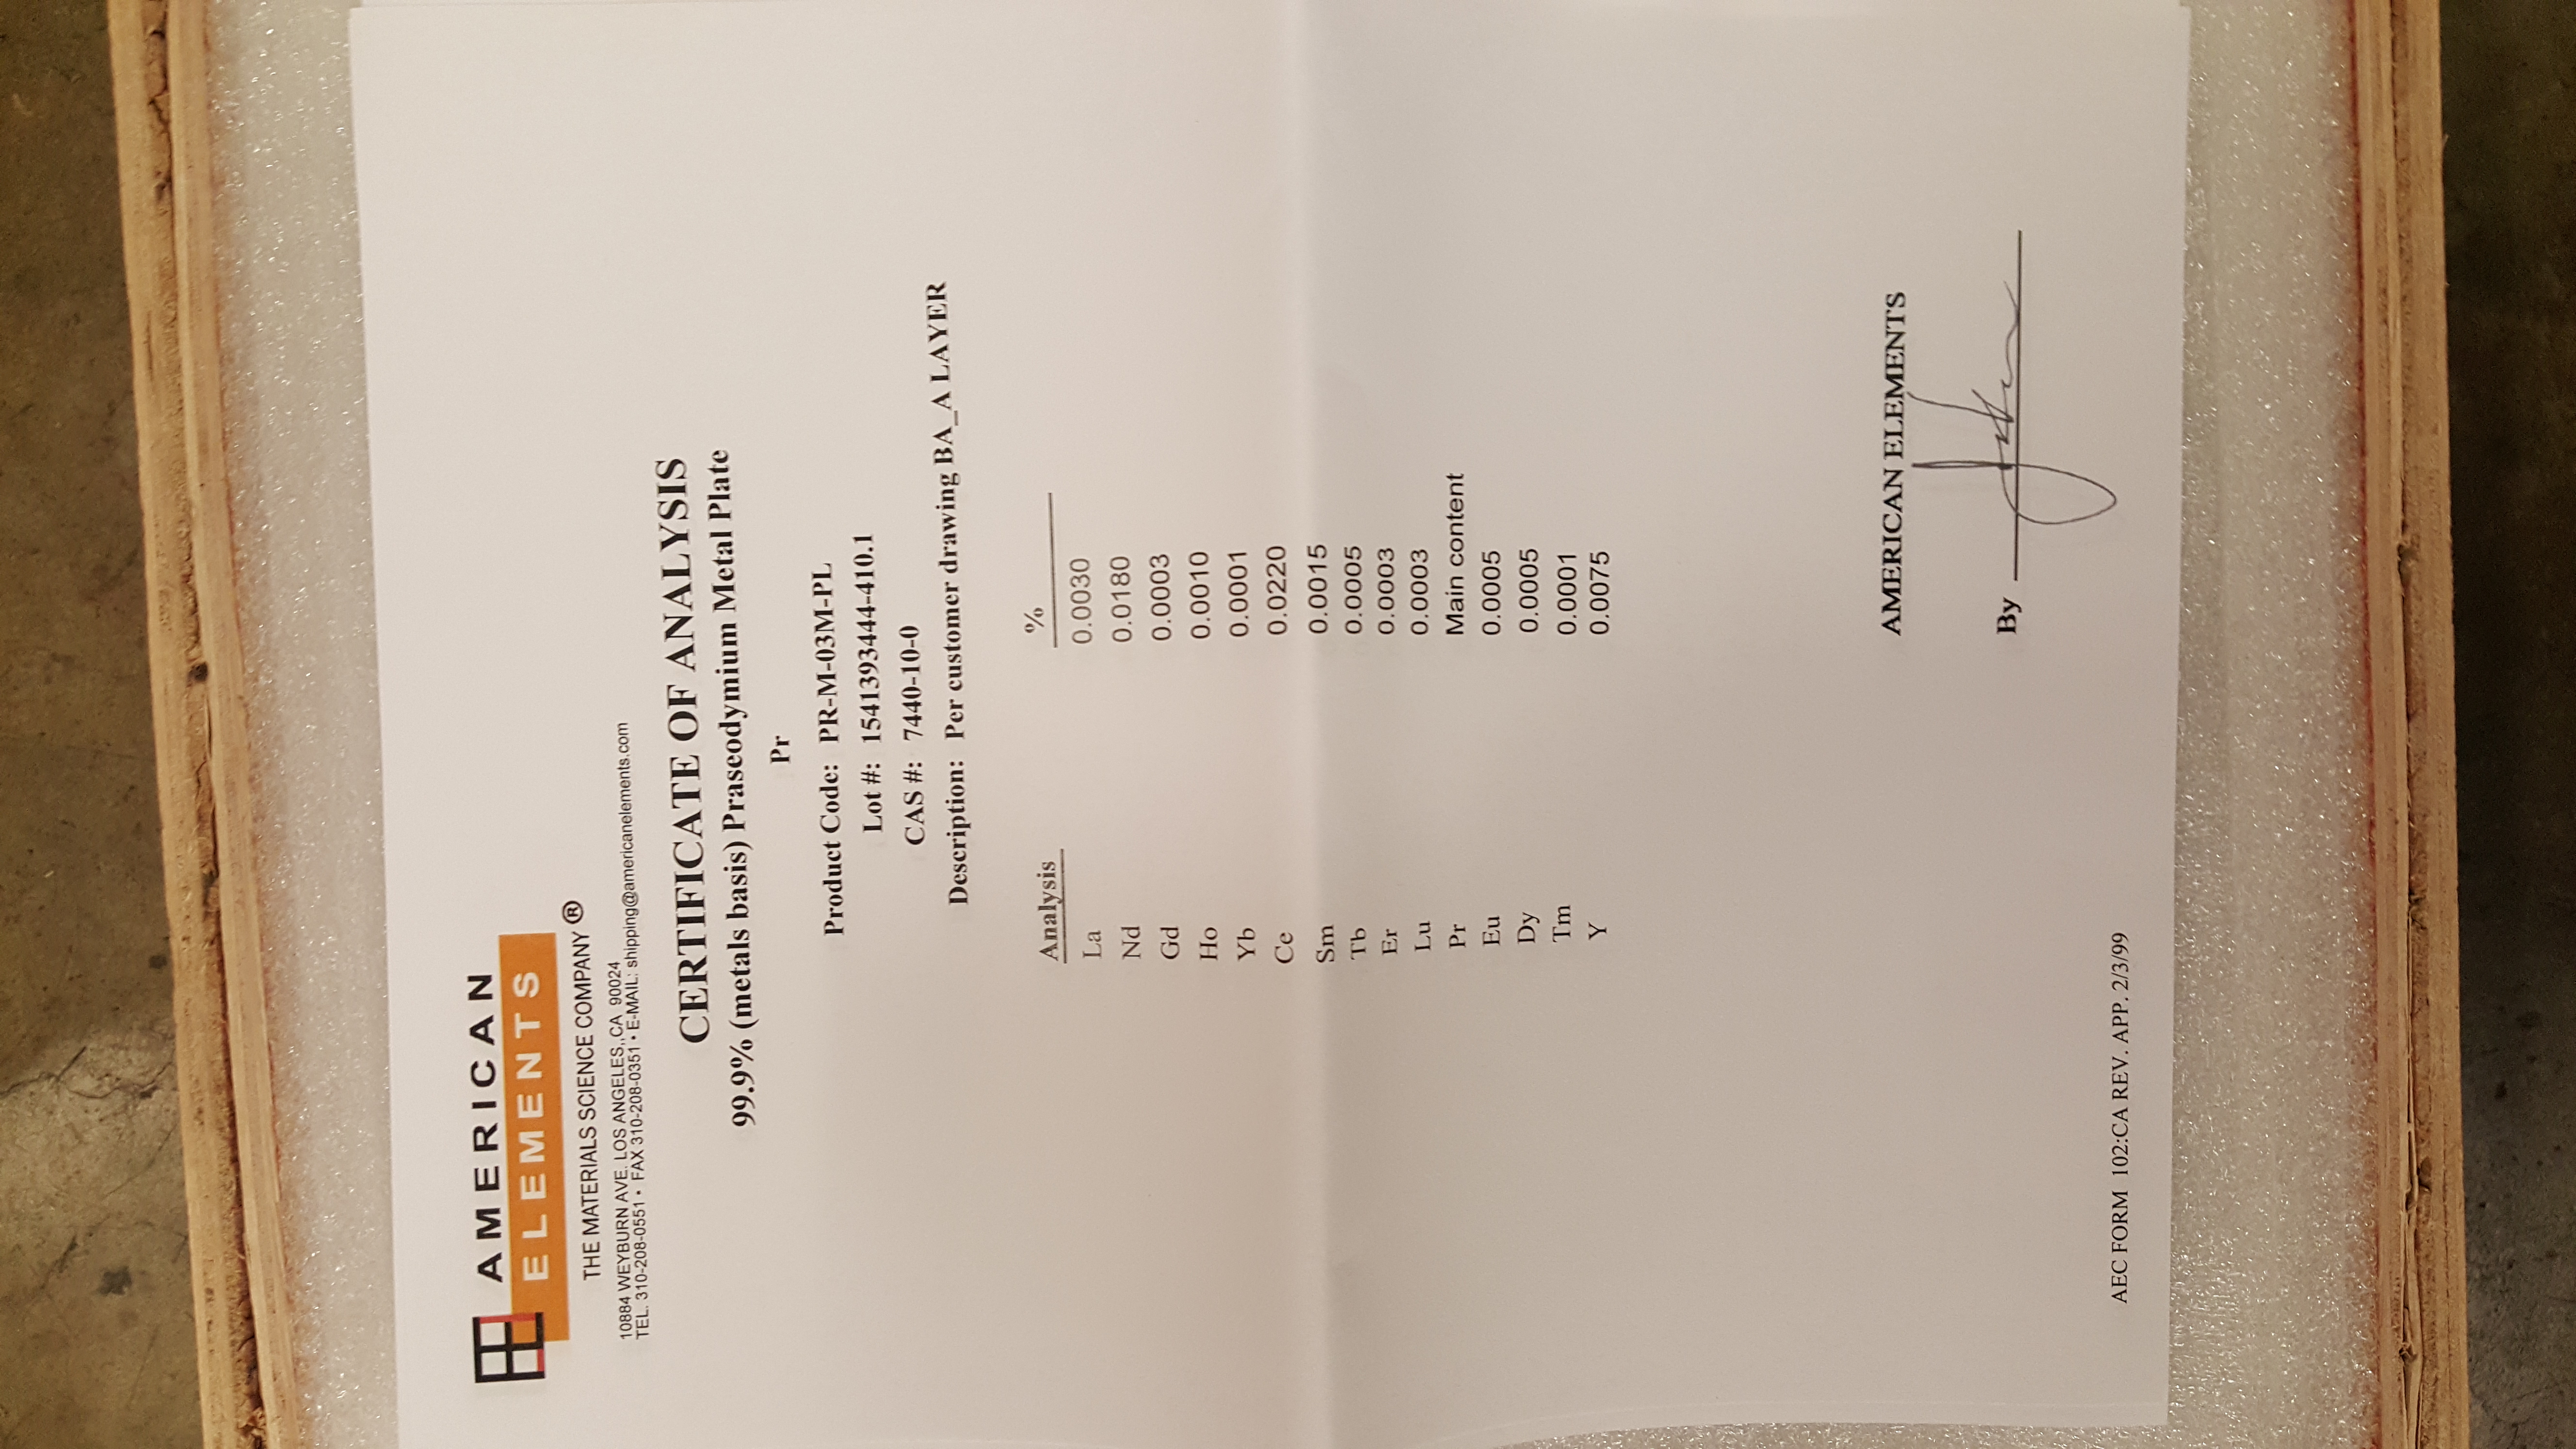 AMERICAN
ELEMENTS
THE MATERIALS SCIENCE COMPANY ®
10884 WEYBURN AVE. LOS ANGELES,,CA 90024
TEL. 310-208-0551 • FAX 310-208-0351 • E-MAIL: shipping@americanelements.com
CERTIFICATE OF ANALYSIS
99.9% (metals basis) Praseodymium Metal Plate
Pr
Product Code: PR-M-03M-PL
Lot #: 1541393444-410.1
CAS #: 7440-10-0
Description: Per customer drawing BA_A LAYER
Analysis %
La 0.0030
Nd 0.0180
Gd 0.0003
Ho 0.0010
Yb 0.0001
Ce 0.0220
Sm 0.0015
Tb 0.0005
Er 0.0003
Lu 0.0003
Pr Main content
Eu 0.0005
Dy 0.0005
Tm 0.0001
Y 0.0075
AMERICAN ELEMENTS
By
AEC FORM 102:CA REV. APP. 2/3/99